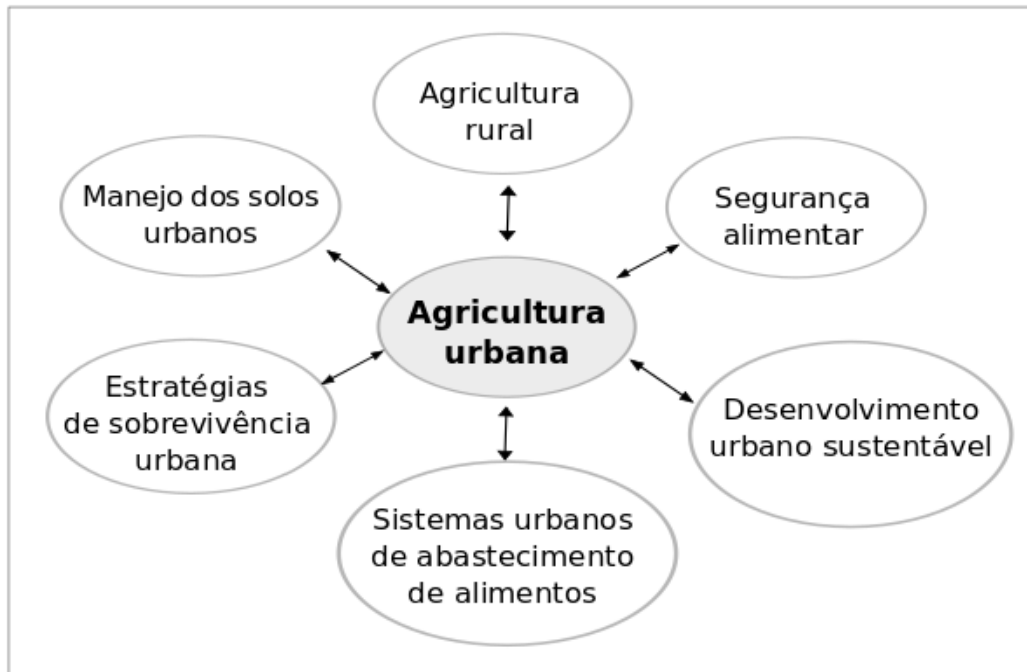 Agricultura
rural
Manejo dos solos
urbanos
Segurança
alimentar
Agricultura
urbana
Estratégias
de sobrevivência
urbana
Desenvolvimento
urbano sustentável
Sistemas urbanos
de abastecimento
de alimentos